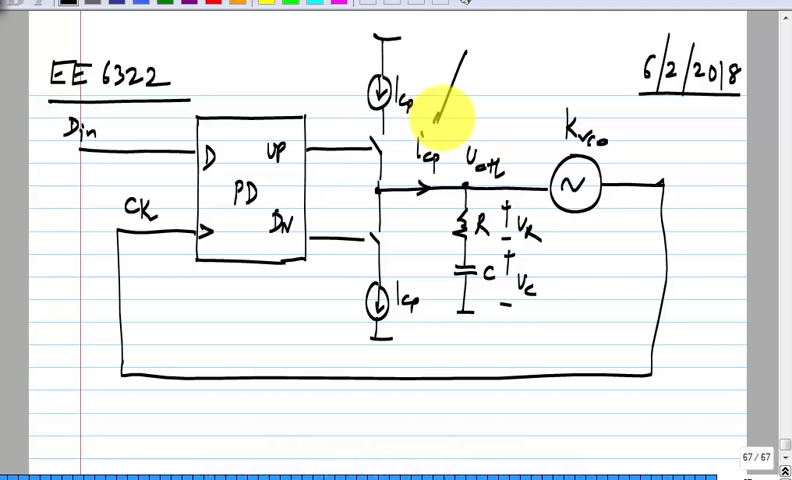 EE 6322
6/2/2018
Icp
Din
Kvco
D
UP
icp
Vctl
PD
CK
DN
R
VR
C
Vc
Icp
67 / 67